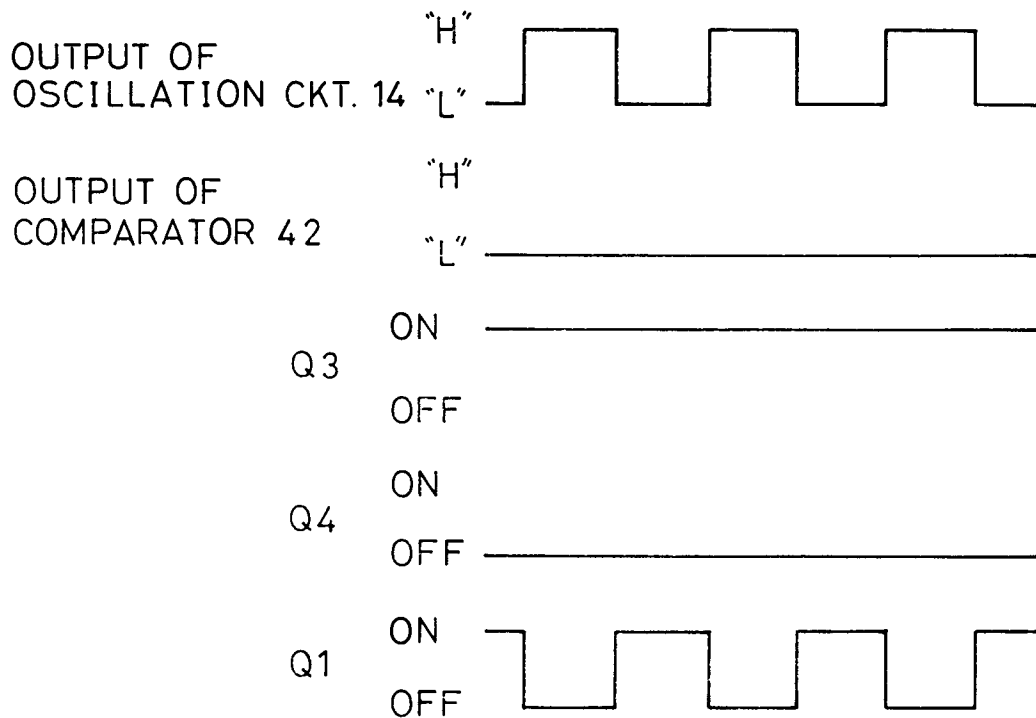 "H"
OUTPUT OF
OSCILLATION CKT. 14 "L"
"H"
OUTPUT OF
COMPARATOR 42
"L"
ON
Q3
OFF
ON
Q4
OFF
ON
Q1
OFF